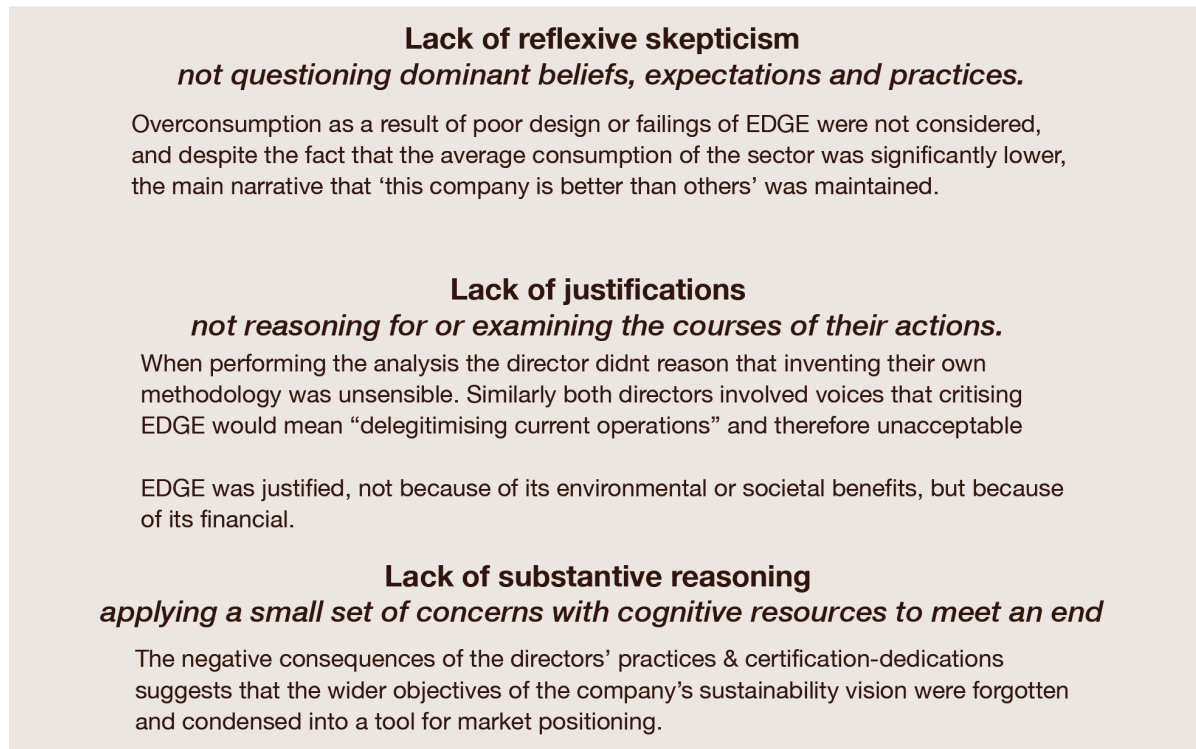 Lack of reflexive skepticism
not questioning dominant beliefs, expectations and practices.
Overconsumption as a result of poor design or failings of EDGE were not considered,
and despite the fact that the average consumption of the sector was significantly lower,
the main narrative that ‘this company is better than others’ was maintained.
Lack of justifications
not reasoning for or examining the courses of their actions.
When performing the analysis the director didnt reason that inventing their own
methodology was unsensible. Similarly both directors involved voices that critising
EDGE would mean “delegitimising current operations” and therefore unacceptable
EDGE was justified, not because of its environmental or societal benefits, but because
of its financial.
Lack of substantive reasoning
applying a small set of concerns with cognitive resources to meet an end
The negative consequences of the directors’ practices & certification-dedications
suggests that the wider objectives of the company’s sustainability vision were forgotten
and condensed into a tool for market positioning.